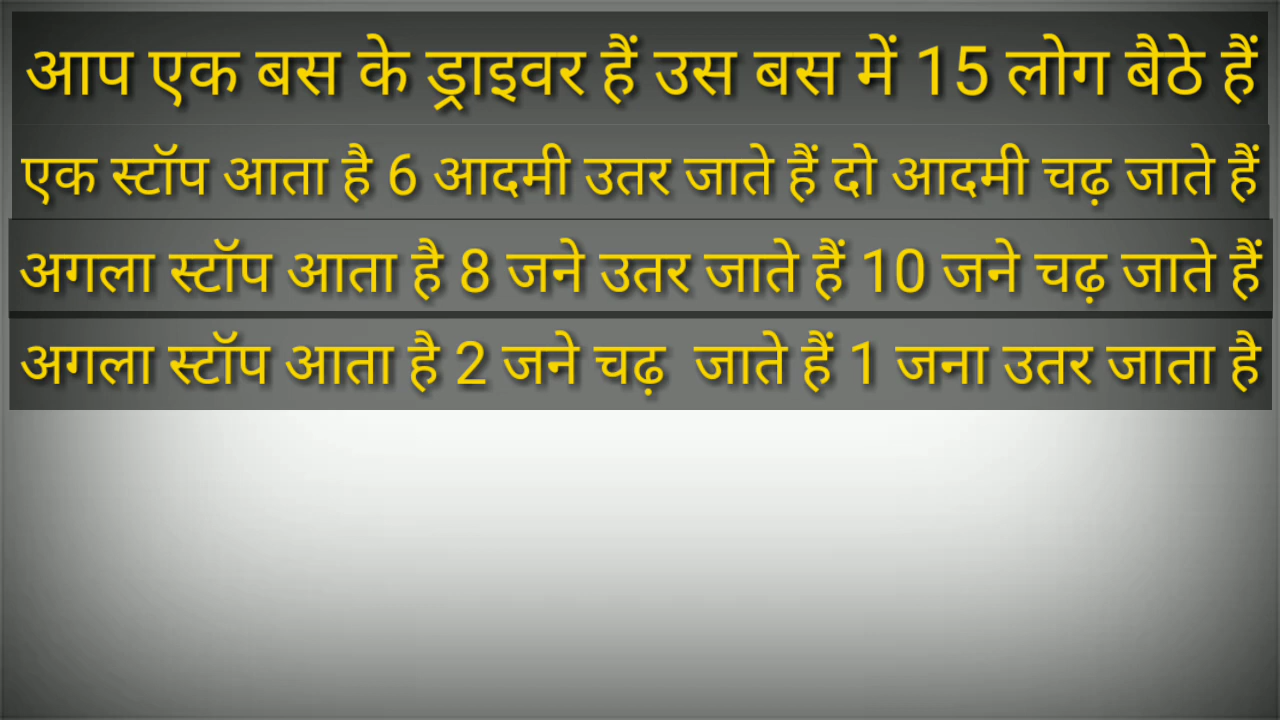 आप एक बस के ड्राइवर हैं उस बस में 15 लोग बैठे हैं
एक स्टॉप आता है 6 आदमी उतर जाते हैं दो आदमी चढ़ जाते हैं
अगला स्टॉप आता है 8 जने उतर जाते हैं 10 जने चढ़ जाते हैं
अगला स्टॉप आता है 2 जने चढ़ जाते हैं 1 जना उतर जाता है